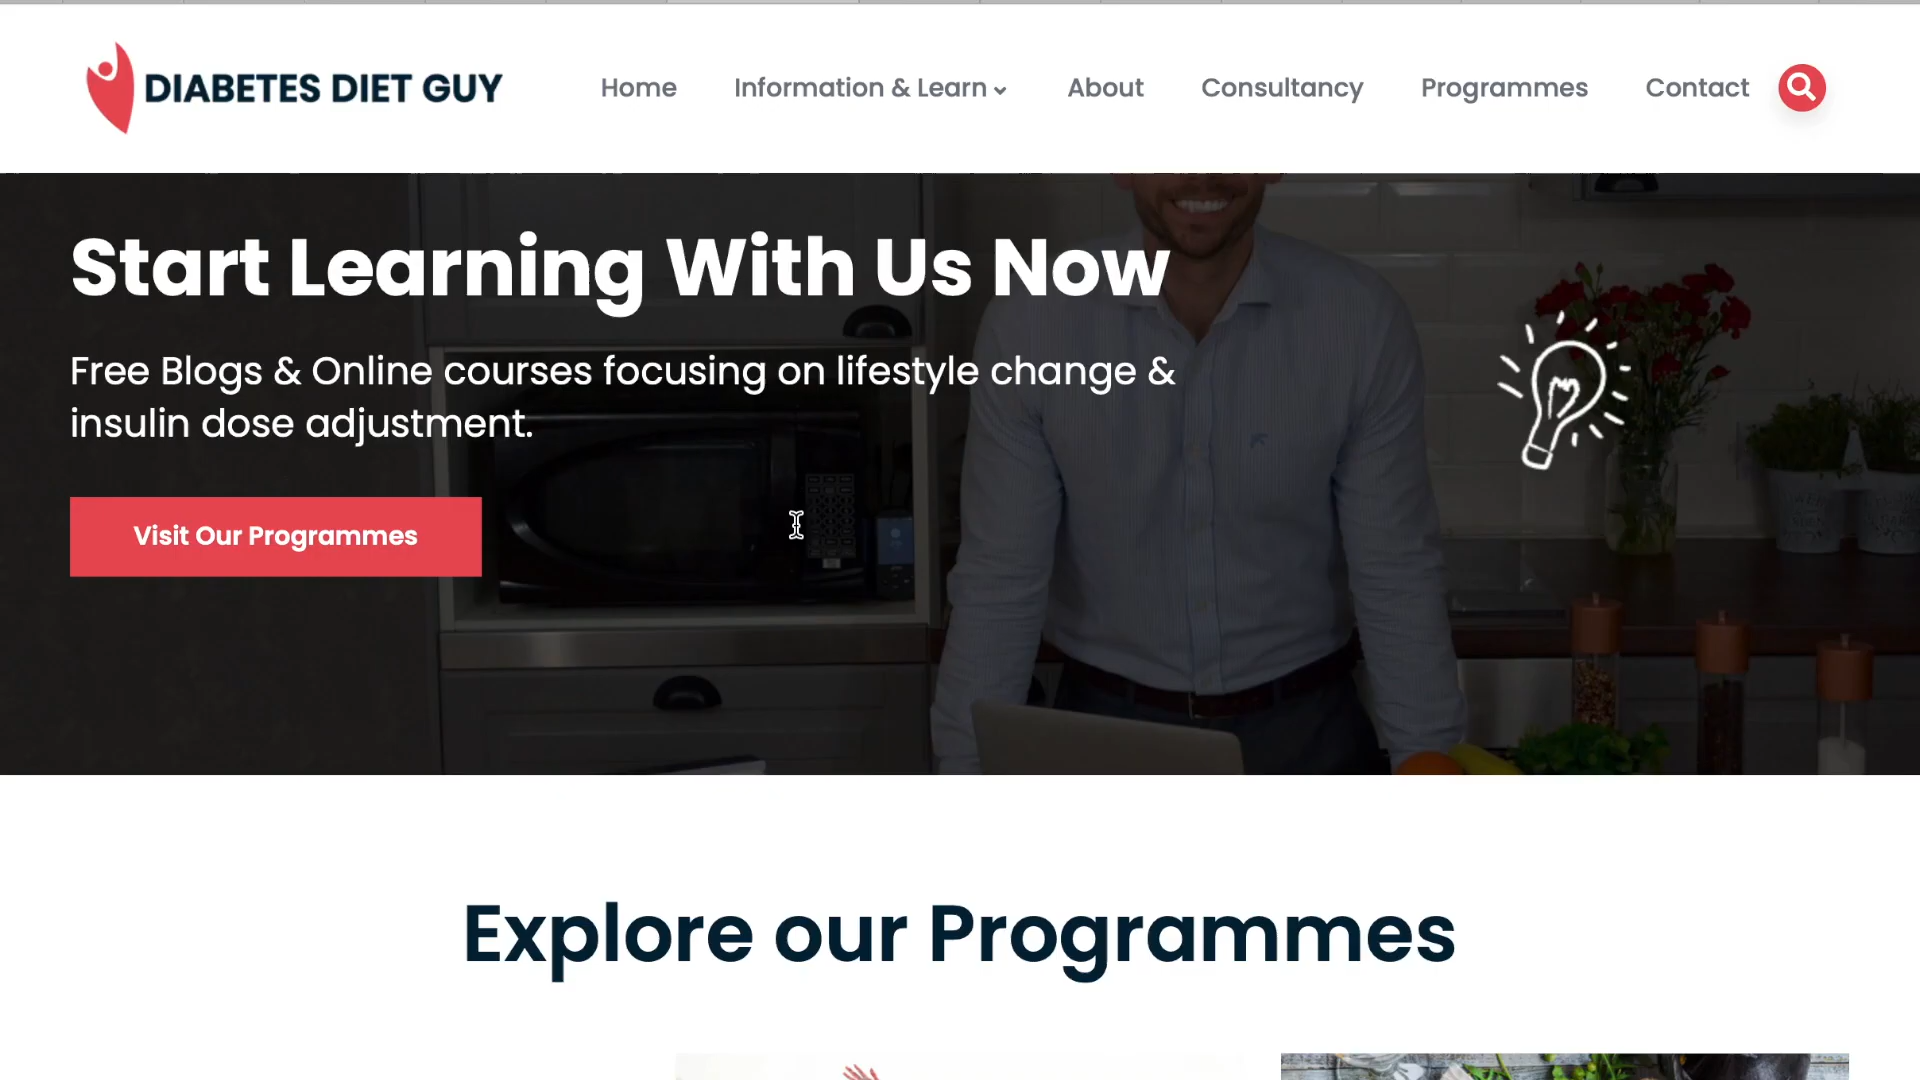 DIABETES DIET GUY
Home
Information & Learn
About
Consultancy
Programmes
Contact
Start Learning With Us Now
Free Blogs & Online courses focusing on lifestyle change &
insulin dose adjustment.
Visit Our Programmes
Explore our Programmes